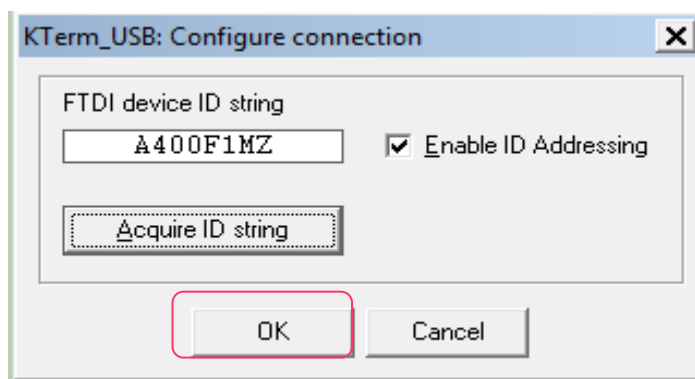 KTerm_USB: Configure connection
FTDI device ID string
A400F1MZ
Enable ID Addressing
Acquire ID string
OK
Cancel